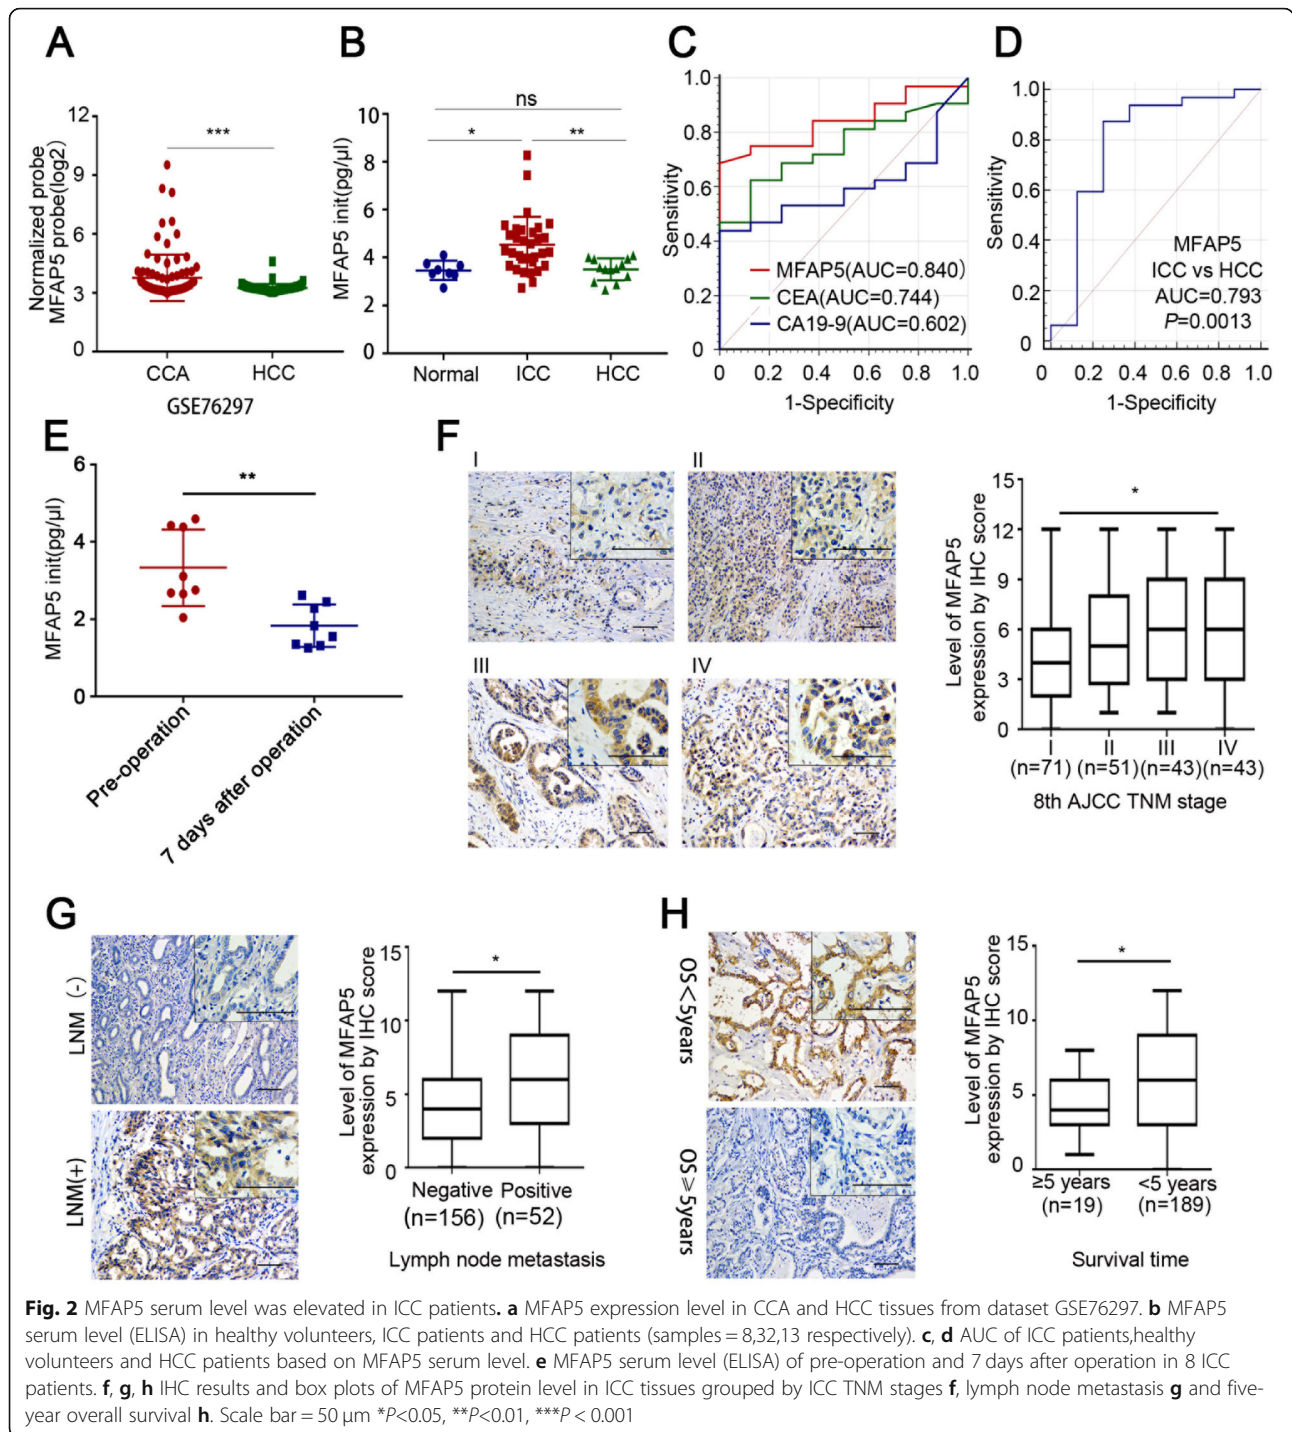 A
Normalized probe
MFAP5 probe(log2)
12
9
6
3
0
***
CCA
HCC
GSE76297
B
MFAP5 init(pg/µl)
10
8
6
4
2
0
ns
*
**
Normal
ICC
HCC
C
Sensitivity
1.0
0.8
0.6
0.4
0.2
0
MFAP5(AUC=0.840)
CEA(AUC=0.744)
CA19-9(AUC=0.602)
0
0.2
0.4
0.6
0.8
1.0
1-Specificity
D
Sensitivity
1.0
0.8
0.6
0.4
0.2
0
MFAP5
ICC vs HCC
AUC=0.793
P=0.0013
0
0.2
0.4
0.6
0.8
1.0
1-Specificity
E
MFAP5 init(pg/µl)
6
4
2
0
**
Pre-operation
7 days after operation
F
I
II
III
IV
Level of MFAP5
expression by IHC score
15
12
9
6
3
0
*
I
II
III
IV
(n=71)
(n=51)
(n=43)
(n=43)
8th AJCC TNM stage
G
LNM (-)
LNM(+)
Level of MFAP5
expression by IHC score
15
10
5
0
*
Negative
Positive
(n=156)
(n=52)
Lymph node metastasis
H
OS<5years
OS⩾5years
Level of MFAP5
expression by IHC score
15
10
5
0
*
≥5 years
<5 years
(n=19)
(n=189)
Survival time
Fig. 2 MFAP5 serum level was elevated in ICC patients. a MFAP5 expression level in CCA and HCC tissues from dataset GSE76297. b MFAP5
serum level (ELISA) in healthy volunteers, ICC patients and HCC patients (samples = 8,32,13 respectively). c, d AUC of ICC patients,healthy
volunteers and HCC patients based on MFAP5 serum level. e MFAP5 serum level (ELISA) of pre-operation and 7 days after operation in 8 ICC
patients. f, g, h IHC results and box plots of MFAP5 protein level in ICC tissues grouped by ICC TNM stages f, lymph node metastasis g and five-
year overall survival h. Scale bar = 50 µm *P<0.05, **P<0.01, ***P < 0.001